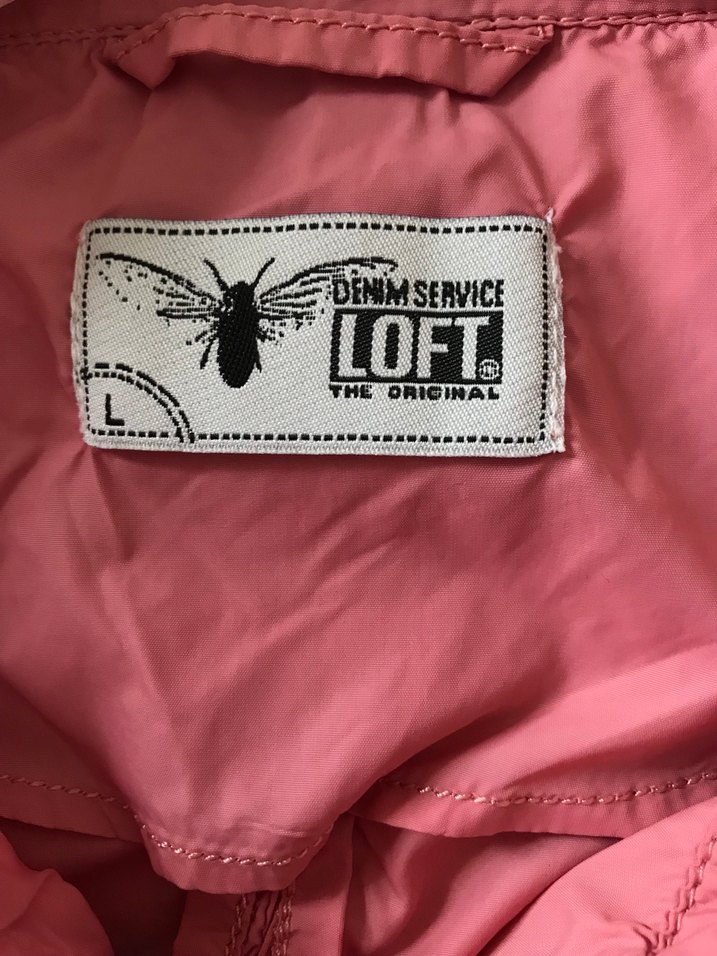 DENIM SERVICE
LOFT
THE ORIGINAL
L